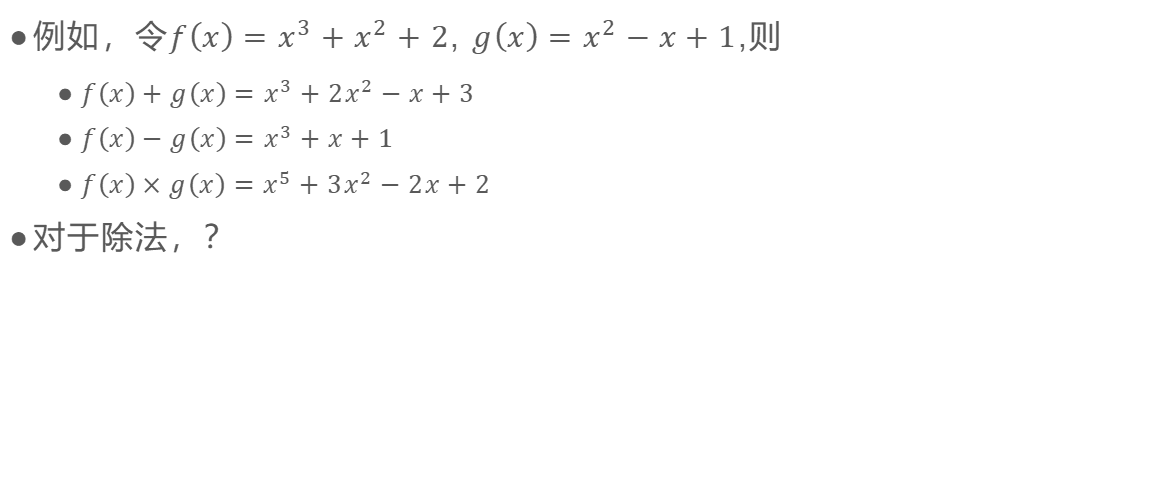 ●例如，令f(x) = x³ + x² + 2, g(x) = x² − x + 1,则
● f(x) + g(x) = x³ + 2x² − x + 3
● f(x) − g(x) = x³ + x + 1
● f(x) × g(x) = x⁵ + 3x² − 2x + 2
●对于除法，？